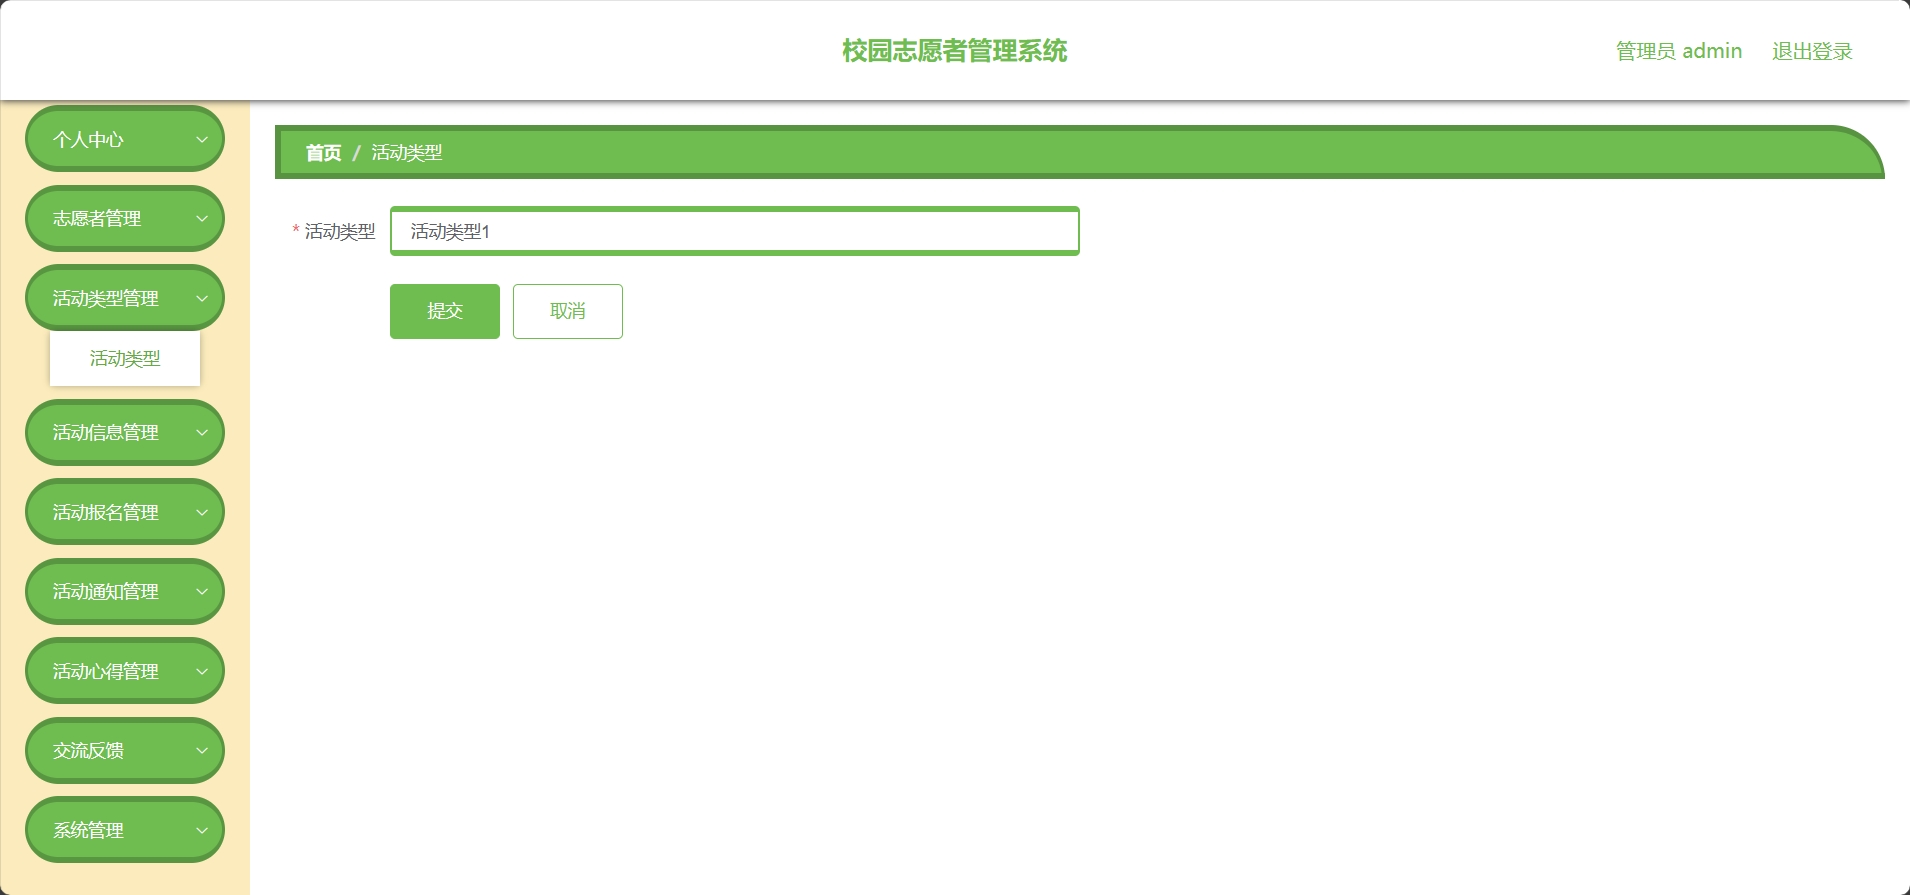 校园志愿者管理系统
管理员 admin 退出登录
个人中心
志愿者管理
活动类型管理
活动类型
活动信息管理
活动报名管理
活动通知管理
活动心得管理
交流反馈
系统管理
首页 / 活动类型
* 活动类型 活动类型1
提交 取消